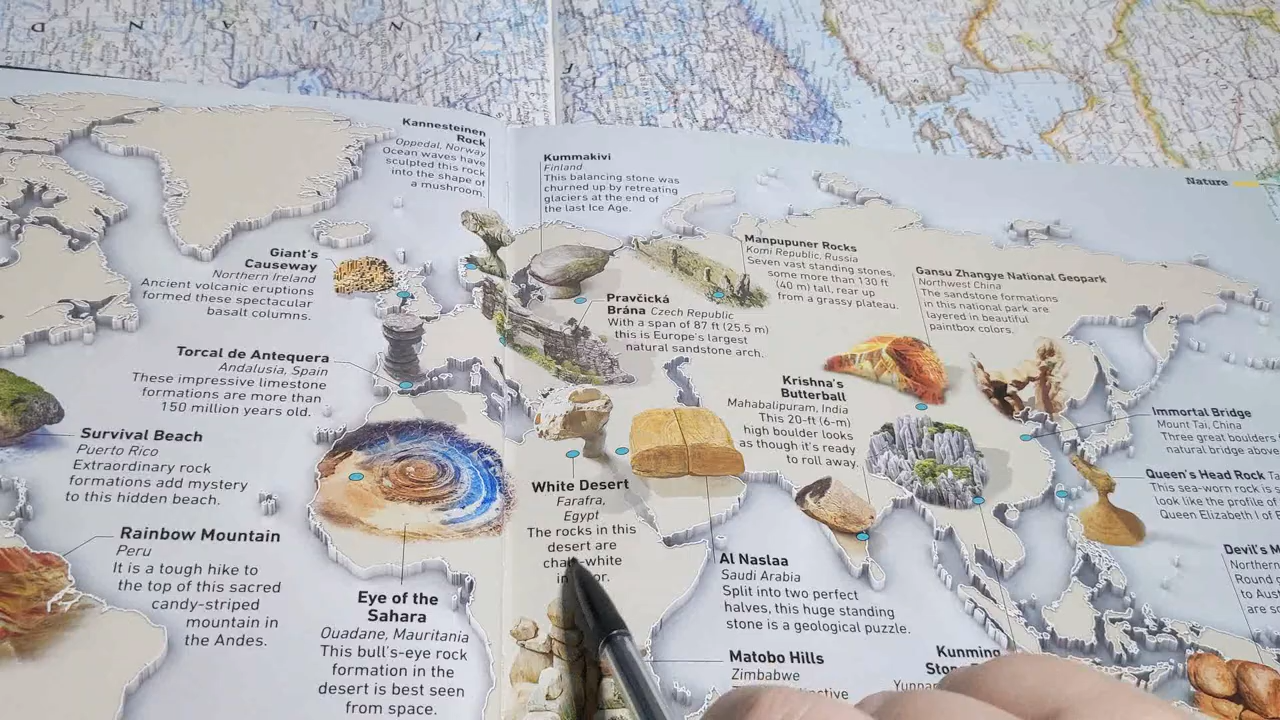 Nature
Kannesteinen
Rock
Oppedal, Norway
Ocean waves have
sculpted this rock
into the shape of
a mushroom.
Kummakivi
Finland
This balancing stone was
churned up by retreating
glaciers at the end of
the last Ice Age.
Giant's
Causeway
Northern Ireland
Ancient volcanic eruptions
formed these spectacular
basalt columns.
Manpupuner Rocks
Komi Republic, Russia
Seven vast standing stones,
some more than 130 ft
(40 m) tall, rear up
from a grassy plateau.
Gansu Zhangye National Geopark
Northwest China
The sandstone formations
in this national park are
layered in beautiful
paintbox colors.
Pravčická
Brána Czech Republic
With a span of 87 ft (25.5 m)
this is Europe's largest
natural sandstone arch.
Torcal de Antequera
Andalusia, Spain
These impressive limestone
formations are more than
150 million years old.
Krishna's
Butterball
Mahabalipuram, India
This 20-ft (6-m)
high boulder looks
as though it's ready
to roll away.
Immortal Bridge
Mount Tai, China
Three great boulders
natural bridge above
Survival Beach
Puerto Rico
Extraordinary rock
formations add mystery
to this hidden beach.
Queen's Head Rock
This sea-worn rock is
look like the profile of
Queen Elizabeth I of
White Desert
Farafra,
Egypt
The rocks in this
desert are
chalk-white
in
Rainbow Mountain
Peru
It is a tough hike to
the top of this sacred
candy-striped
mountain in
the Andes.
Al Naslaa
Saudi Arabia
Split into two perfect
halves, this huge standing
stone is a geological puzzle.
Devil's
Northern
Round
to
are
Eye of the
Sahara
Ouadane, Mauritania
This bull's-eye rock
formation in the
desert is best seen
from space.
Matobo Hills
Zimbabwe
Kunming